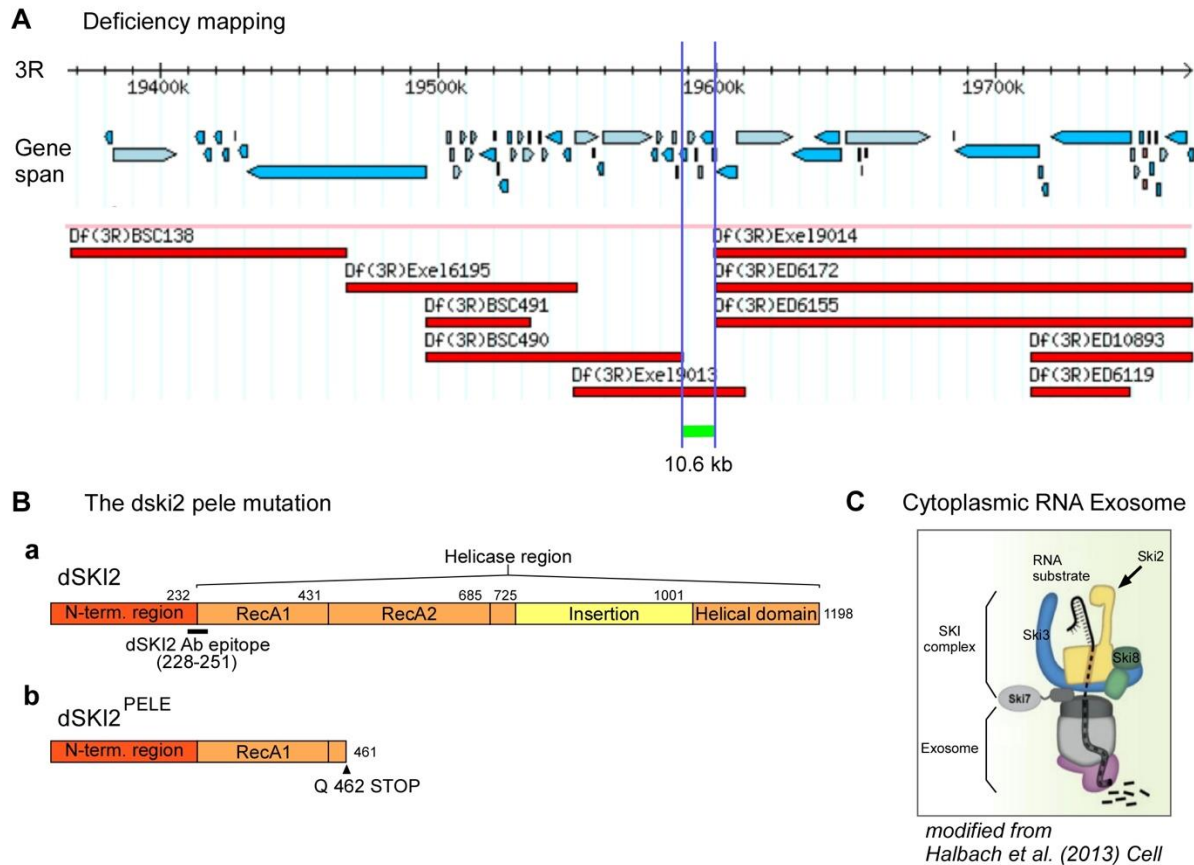 A Deficiency mapping
3R
19400k 19500k 19600k 19700k
Gene
span
Df(3R)BSC138 Df(3R)Exel9014
Df(3R)Exel6195 Df(3R)ED6172
Df(3R)BSC491 Df(3R)ED6155
Df(3R)BSC490 Df(3R)ED10893
Df(3R)Exel9013 Df(3R)ED6119
10.6 kb
B The dski2 pele mutation
a
Helicase region
dSKI2
232 431 685 725 1001
N-term. region RecA1 RecA2 Insertion Helical domain 1198
dSKI2 Ab epitope
(228-251)
b
dSKI2 PELE
N-term. region RecA1 461
Q 462 STOP
C Cytoplasmic RNA Exosome
Ski2
RNA
substrate
SKI
complex
Ski3
Ski8
Ski7
Exosome
modified from
Halbach et al. (2013) Cell